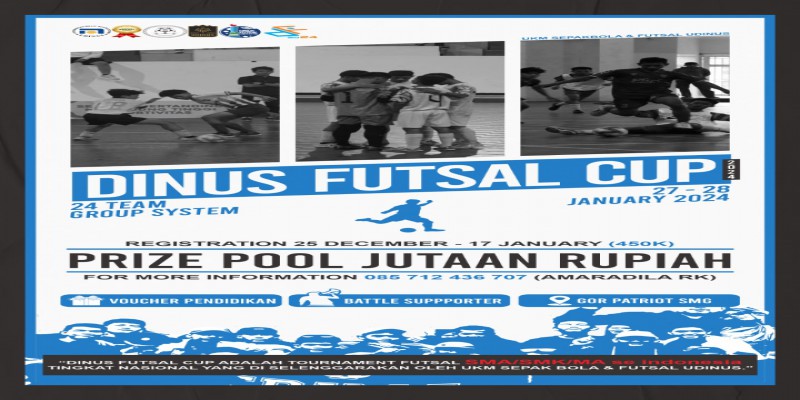 UKM SEPAKBOLA & FUTSAL UDINUS
DINUS FUTSAL CUP 2024
24 TEAM
GROUP SYSTEM
27 - 28
JANUARY 2024
REGISTRATION 25 DECEMBER - 17 JANUARY (450K)
PRIZE POOL JUTAAN RUPIAH
FOR MORE INFORMATION 085 712 436 707 (AMARADILA RK)
VOUCHER PENDIDIKAN
BATTLE SUPPPORTER
GOR PATRIOT SMG
"DINUS FUTSAL CUP ADALAH TOURNAMENT FUTSAL SMA/SMK/MA se Indonesia
TINGKAT NASIONAL YANG DI SELENGGARAKAN OLEH UKM SEPAK BOLA & FUTSAL UDINUS."